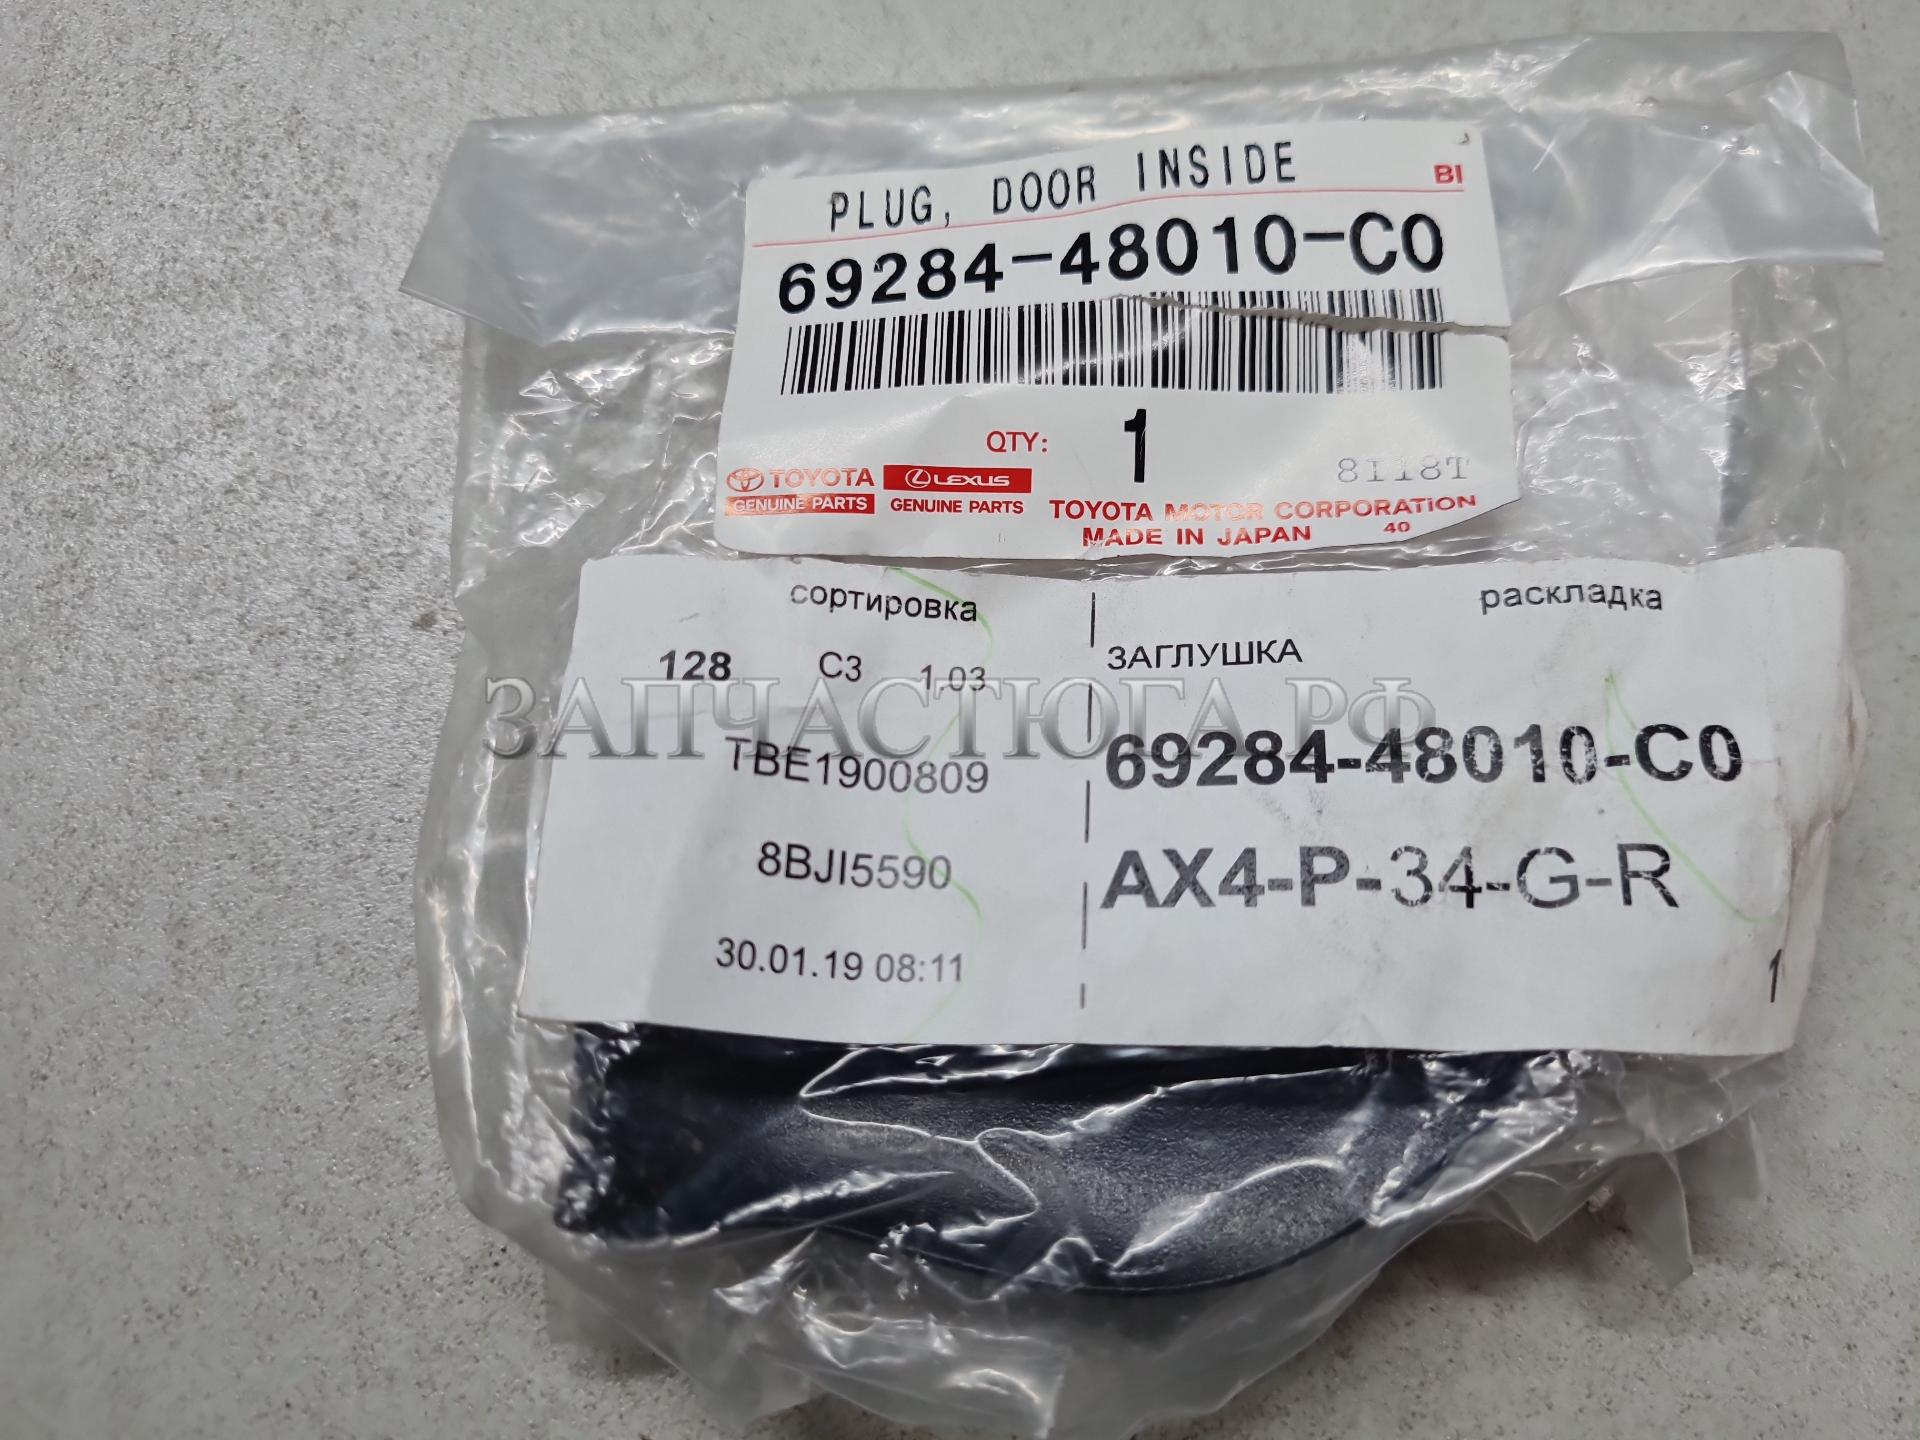 PLUG, DOOR INSIDE
BI
69284-48010-C0
QTY: 1
8118T
TOYOTA LEXUS
GENUINE PARTS GENUINE PARTS
TOYOTA MOTOR CORPORATION
MADE IN JAPAN 40
сортировка
раскладка
128 C3 1.03
ЗАГЛУШКА
ЗАПЧАСТЮГА.РФ
TBE1900809
69284-48010-C0
8BJI5590
AX4-P-34-G-R
30.01.19 08:11
1